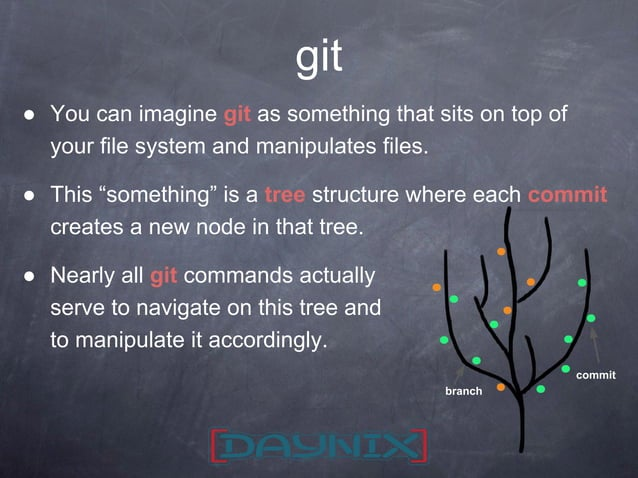 git
● You can imagine git as something that sits on top of
your file system and manipulates files.
● This “something” is a tree structure where each commit
creates a new node in that tree.
● Nearly all git commands actually
serve to navigate on this tree and
to manipulate it accordingly.
commit
branch
[DAYNIX]